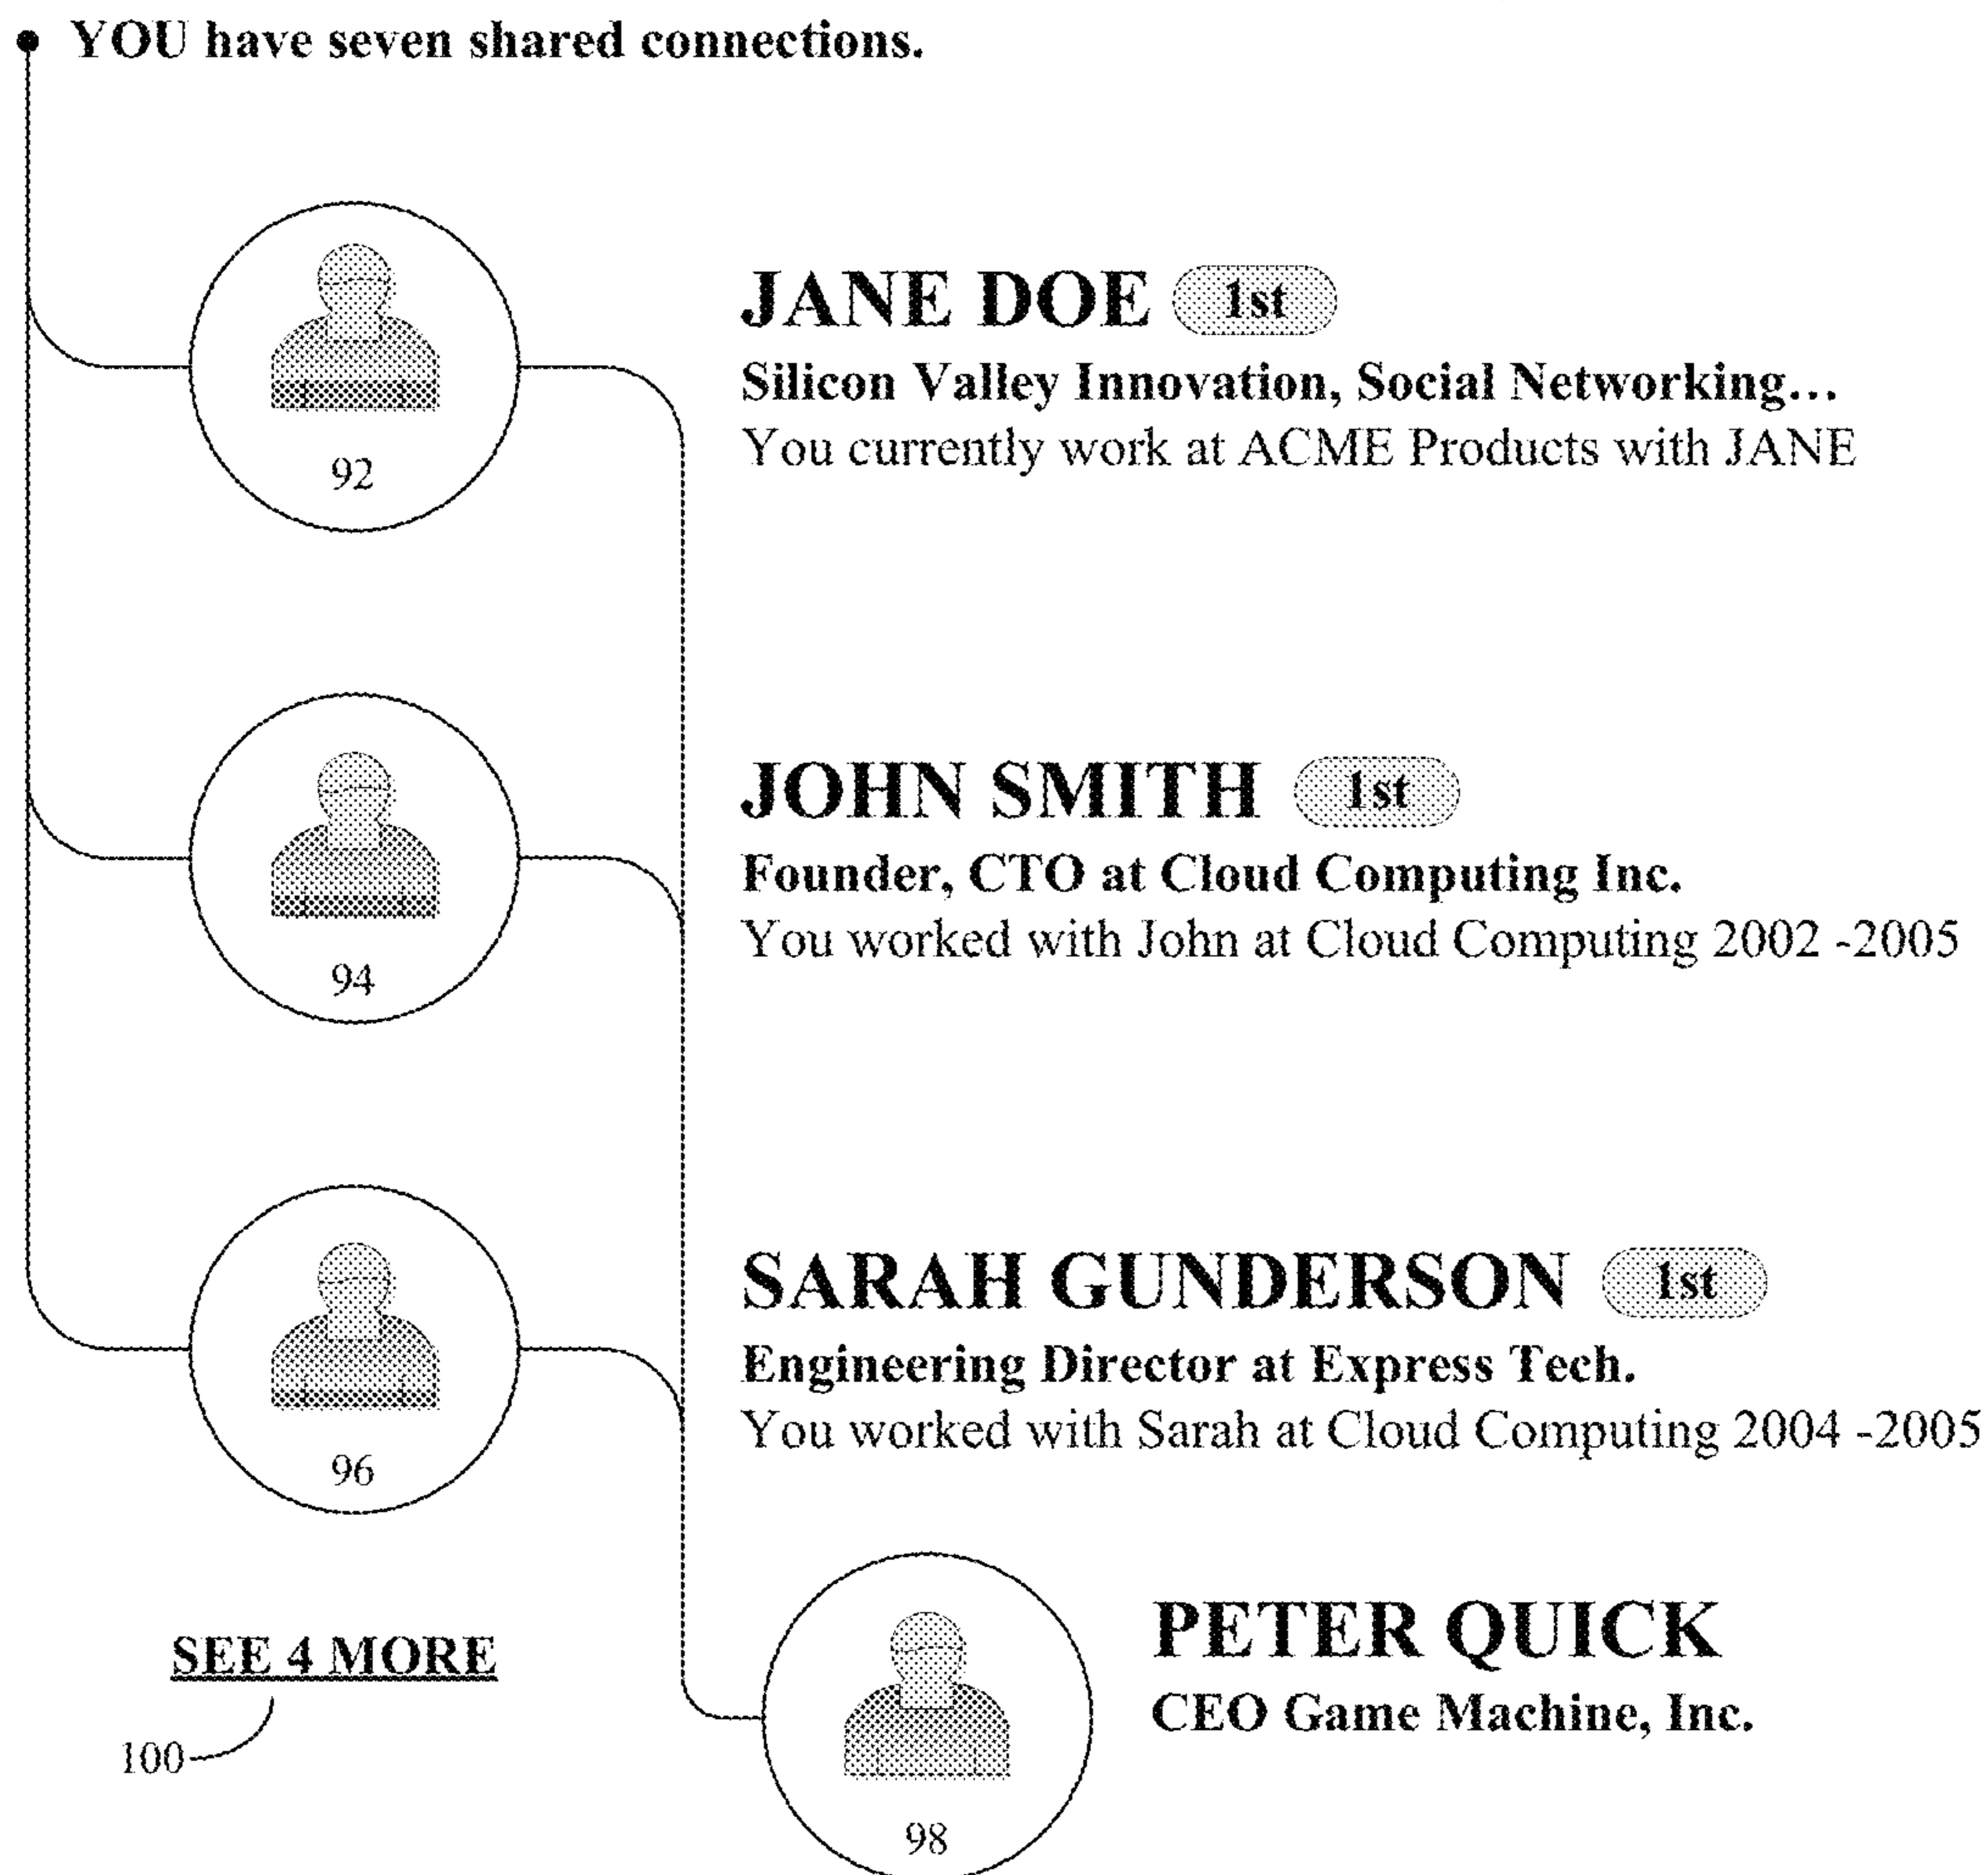 YOU have seven shared connections.
JANE DOE 1st
Silicon Valley Innovation, Social Networking...
You currently work at ACME Products with JANE
92
JOHN SMITH 1st
Founder, CTO at Cloud Computing Inc.
You worked with John at Cloud Computing 2002 -2005
94
SARAH GUNDERSON 1st
Engineering Director at Express Tech.
You worked with Sarah at Cloud Computing 2004 -2005
96
SEE 4 MORE
100
PETER QUICK
CEO Game Machine, Inc.
98